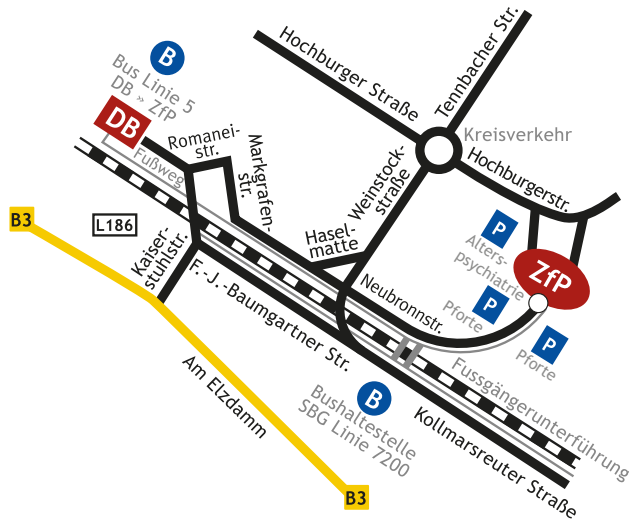 Hochburger Straße
Tennbacher Str.
B
Bus Linie 5
DB » ZfP
DB
Romanei-
str.
Markgrafen-
str.
Fußweg
Kreisverkehr
Hochburgerstr.
Weinstock-
straße
Hasel-
matte
B3
L186
Kaiser-
stuhlstr.
P
Alters-
psychiatrie
ZfP
Neubronnstr.
Pforte
P
P
Pforte
F.-J.-Baumgartner Str.
Am Elzdamm
Fussgängerunterführung
B
Bushaltestelle
SBG Linie 7200
Kollmarsreuter Straße
B3